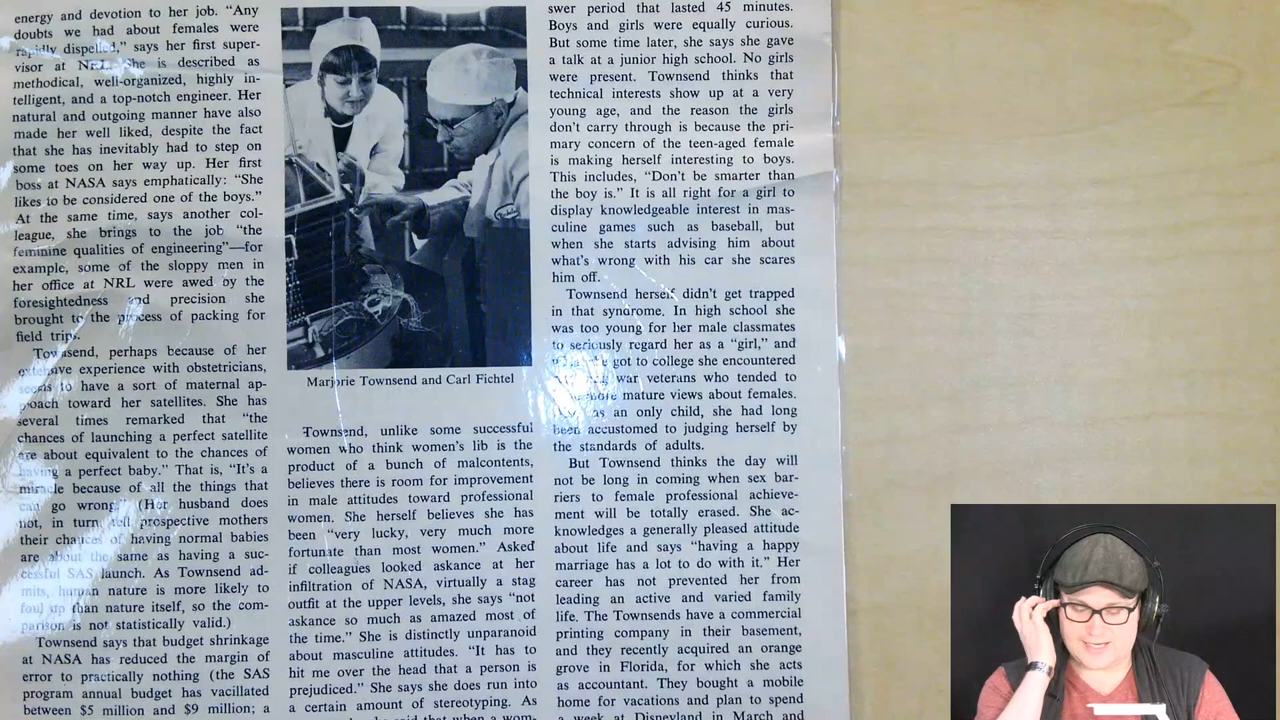 energy and devotion to her job. “Any
doubts we had about females were
rapidly dispelled,” says her first super-
visor at NRL. She is described as
methodical, well-organized, highly in-
telligent, and a top-notch engineer. Her
natural and outgoing manner have also
made her well liked, despite the fact
that she has inevitably had to step on
some toes on her way up. Her first
boss at NASA says emphatically: “She
likes to be considered one of the boys.”
At the same time, says another col-
league, she brings to the job “the
feminine qualities of engineering”—for
example, some of the sloppy men in
her office at NRL were awed by the
foresightedness and precision she
brought to the process of packing for
field trips.
Townsend, perhaps because of her
extensive experience with obstetricians,
seems to have a sort of maternal ap-
proach toward her satellites. She has
several times remarked that “the
chances of launching a perfect satellite
are about equivalent to the chances of
having a perfect baby.” That is, “It’s a
miracle because of all the things that
can go wrong.” (Her husband does
not, in turn, tell prospective mothers
their chances of having normal babies
are about the same as having a suc-
cessful SAS launch. As Townsend ad-
mits, human nature is more likely to
foul up than nature itself, so the com-
parison is not statistically valid.)
Townsend says that budget shrinkage
at NASA has reduced the margin of
error to practically nothing (the SAS
program annual budget has vacillated
between $5 million and $9 million; a
Marjorie Townsend and Carl Fichtel
Townsend, unlike some successful
women who think women’s lib is the
product of a bunch of malcontents,
believes there is room for improvement
in male attitudes toward professional
women. She herself believes she has
been “very lucky, very much more
fortunate than most women.” Asked
if colleagues looked askance at her
infiltration of NASA, virtually a stag
outfit at the upper levels, she says “not
askance so much as amazed most of
the time.” She is distinctly unparanoid
about masculine attitudes. “It has to
hit me over the head that a person is
prejudiced.” She says she does run into
a certain amount of stereotyping. As
said that when a wom-
swer period that lasted 45 minutes.
Boys and girls were equally curious.
But some time later, she says she gave
a talk at a junior high school. No girls
were present. Townsend thinks that
technical interests show up at a very
young age, and the reason the girls
don’t carry through is because the pri-
mary concern of the teen-aged female
is making herself interesting to boys.
This includes, “Don’t be smarter than
the boy is.” It is all right for a girl to
display knowledgeable interest in mas-
culine games such as baseball, but
when she starts advising him about
what’s wrong with his car she scares
him off.
Townsend herself didn’t get trapped
in that syndrome. In high school she
was too young for her male classmates
to seriously regard her as a “girl,” and
got to college she encountered
war veterans who tended to
more mature views about females.
as an only child, she had long
been accustomed to judging herself by
the standards of adults.
But Townsend thinks the day will
not be long in coming when sex bar-
riers to female professional achieve-
ment will be totally erased. She ac-
knowledges a generally pleased attitude
about life and says “having a happy
marriage has a lot to do with it.” Her
career has not prevented her from
leading an active and varied family
life. The Townsends have a commercial
printing company in their basement,
and they recently acquired an orange
grove in Florida, for which she acts
as accountant. They bought a mobile
home for vacations and plan to spend
a week at Disneyland in March and